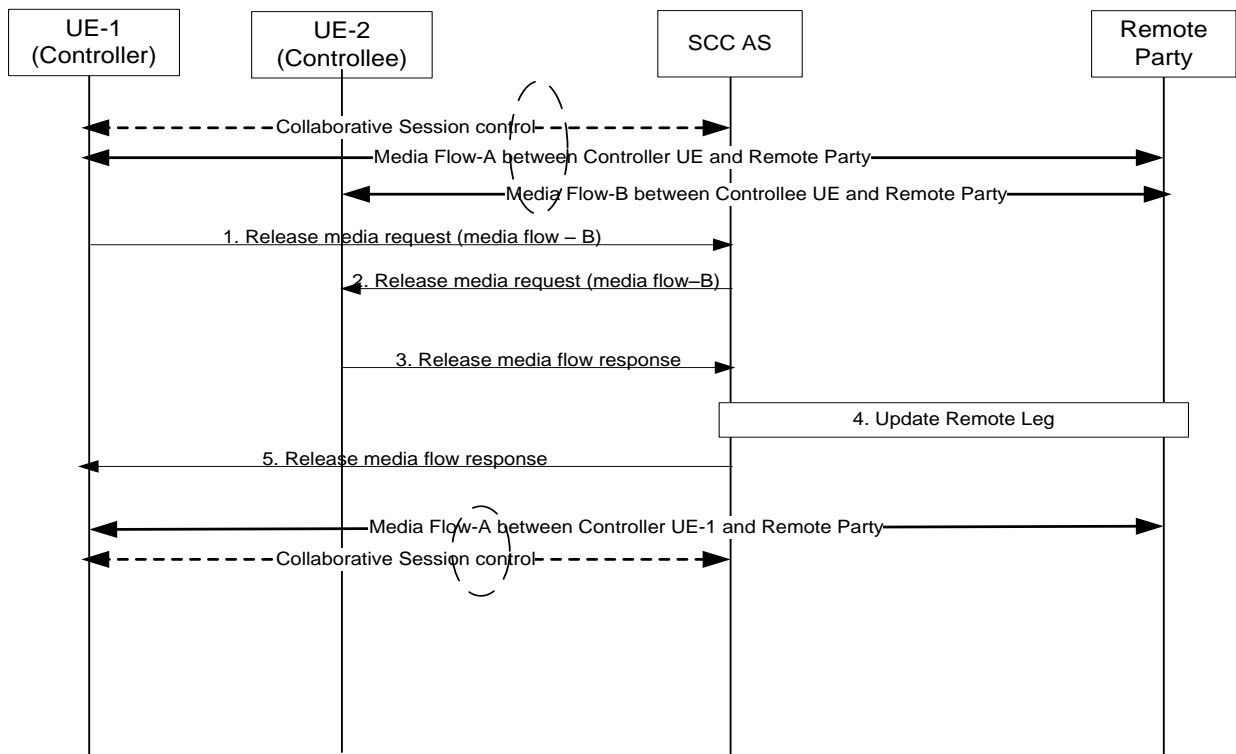 UE-1
(Controller)
UE-2
(Controllee)
SCC AS
Remote
Party
Collaborative Session control
Media Flow-A between Controller UE and Remote Party
Media Flow-B between Controllee UE and Remote Party
1. Release media request (media flow – B)
2. Release media request (media flow–B)
3. Release media flow response
4. Update Remote Leg
5. Release media flow response
Media Flow-A between Controller UE-1 and Remote Party
Collaborative Session control